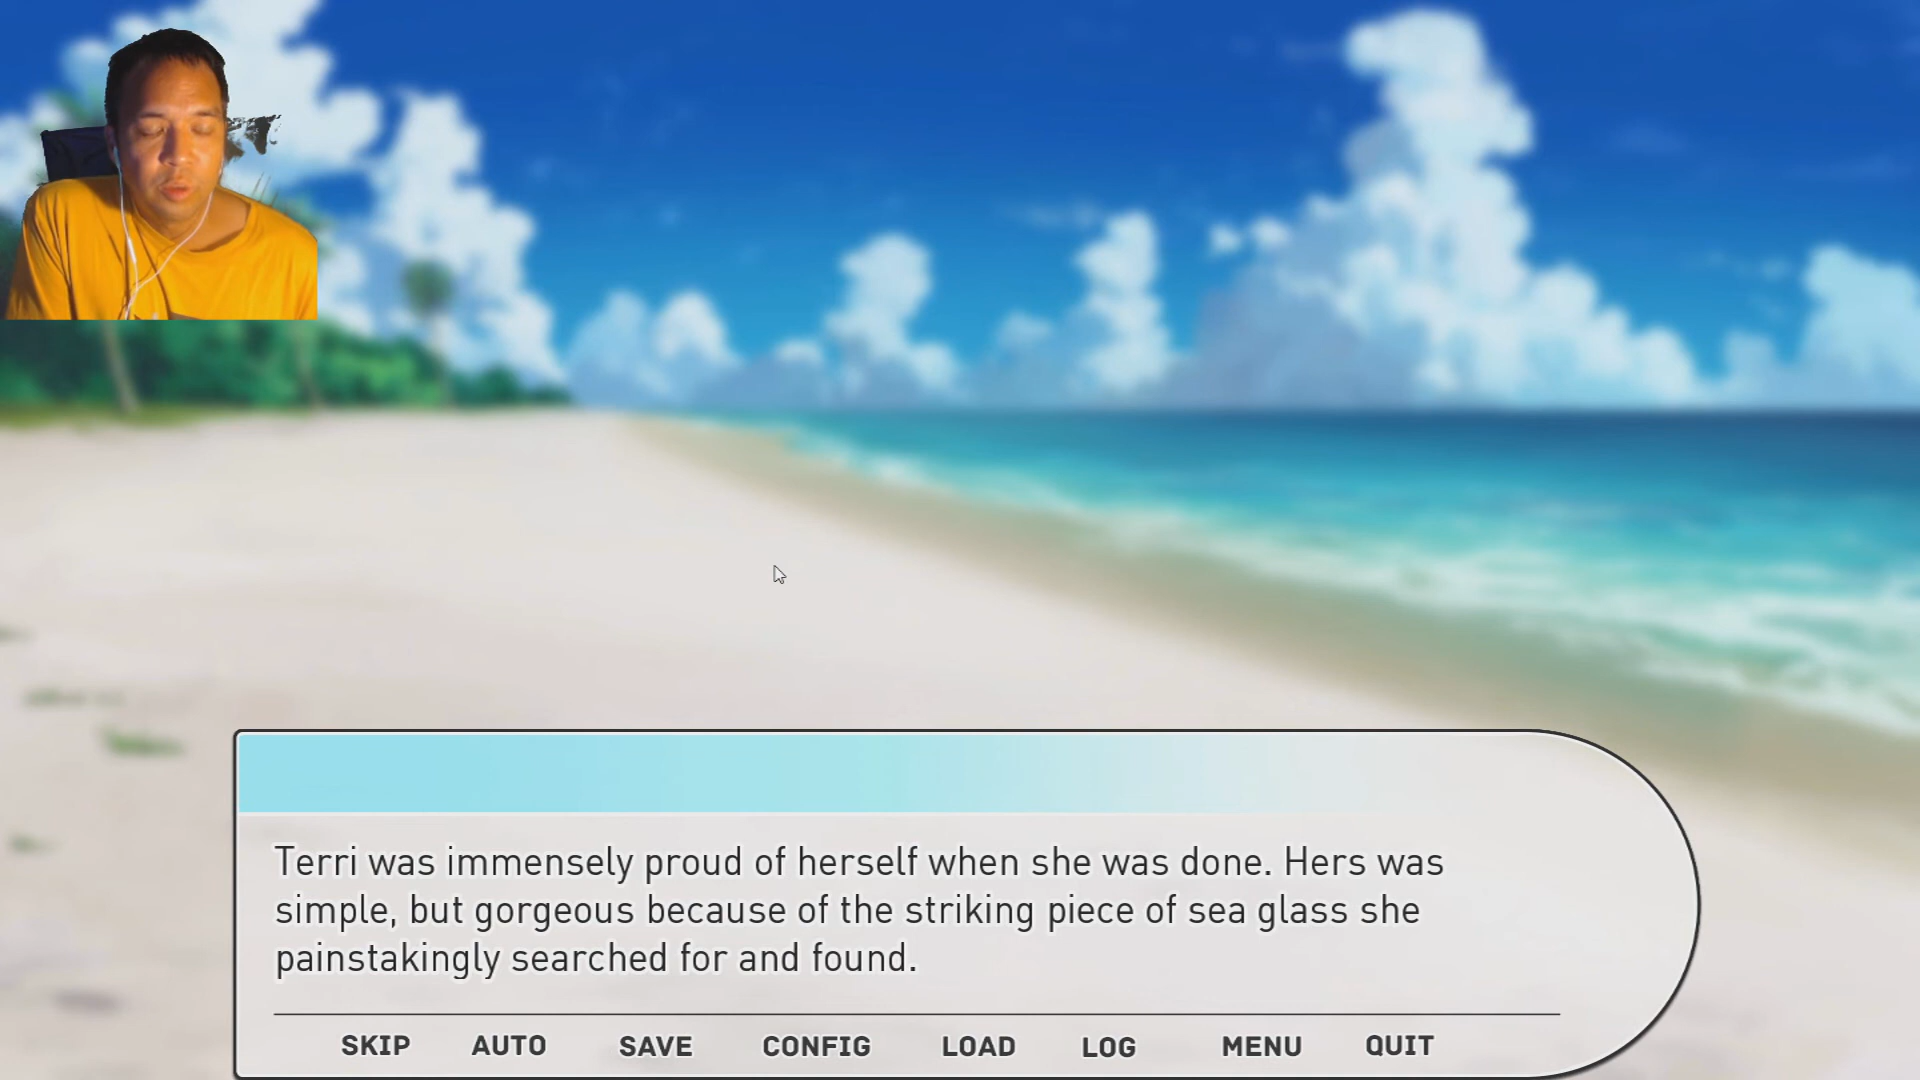 Terri was immensely proud of herself when she was done. Hers was
simple, but gorgeous because of the striking piece of sea glass she
painstakingly searched for and found.
SKIP AUTO SAVE CONFIG LOAD LOG MENU QUIT